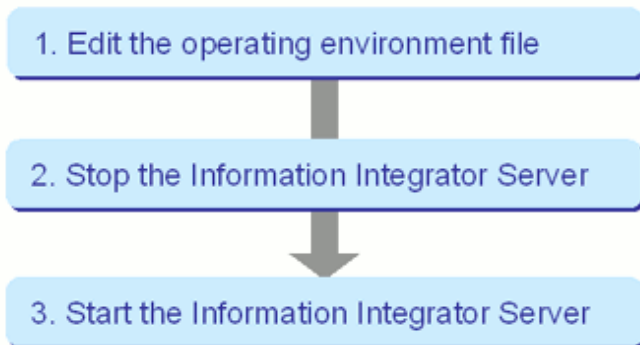 1. Edit the operating environment file
2. Stop the Information Integrator Server
3. Start the Information Integrator Server